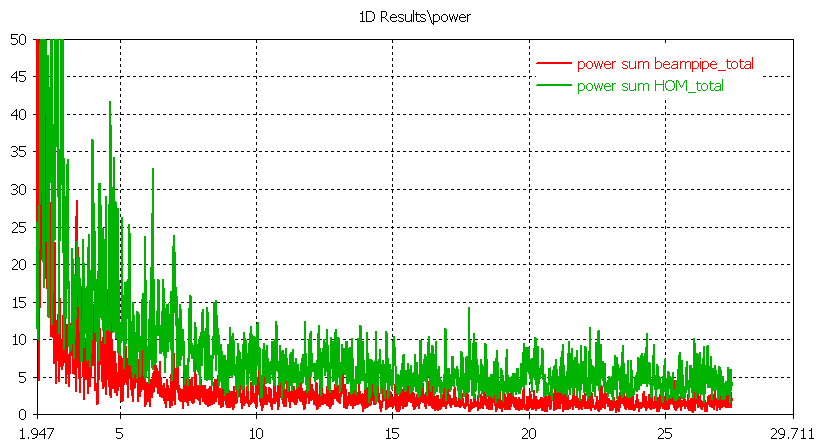 1D Results\power
50
power sum beampipe_total
45
power sum HOM_total
40
35
30
25
20
15
10
5
0
1.947 5 10 15 20 25 29.711